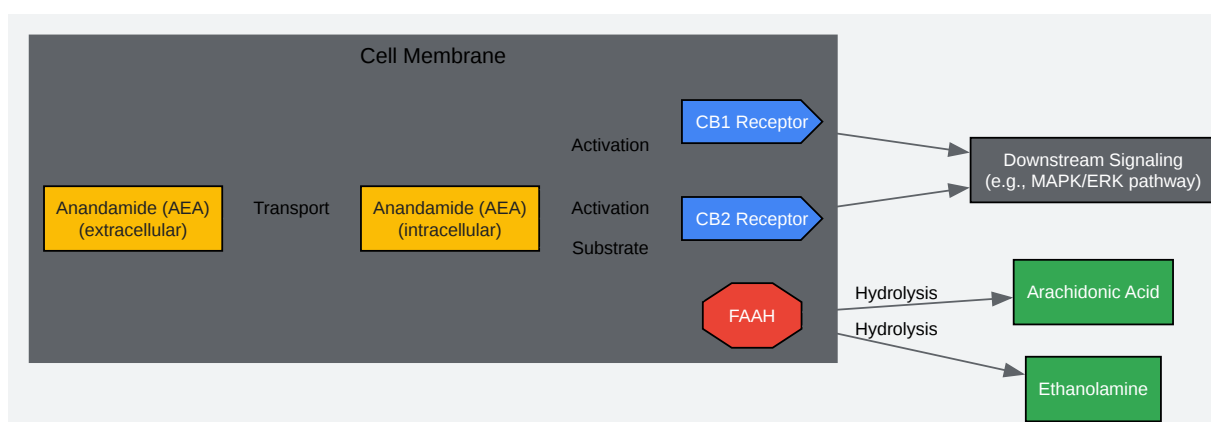 Cell Membrane
CB1 Receptor
Activation
Downstream Signaling
(e.g., MAPK/ERK pathway)
Anandamide (AEA)
(extracellular)
Transport
Anandamide (AEA)
(intracellular)
Activation
CB2 Receptor
Substrate
Hydrolysis
Arachidonic Acid
FAAH
Hydrolysis
Ethanolamine